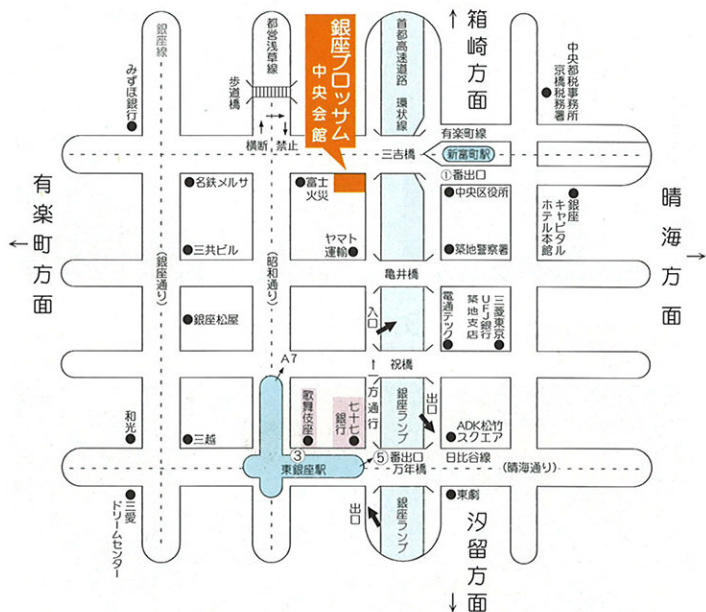 銀座線
都営浅草線
銀座ブロッサム
中央会館
首都高速道路 環状線
箱崎方面
中央都税事務所
京橋税務署
みずほ銀行
歩道橋
横断 禁止
有楽町線
三吉橋
新富町駅
①番出口
有楽町方面
名鉄メルサ
富士
火災
中央区役所
銀座
キャピタル
ホテル本館
晴海方面
三共ビル
ヤマト
運輸
築地警察署
(銀座通り)
(昭和通り)
亀井橋
銀座松屋
入口
電通テック
三菱東京
UFJ銀行
築地支店
A7
祝橋
一方通行
和光
三越
歌舞伎座
七十七
銀行
銀座ランプ
出口
ADK松竹
スクエア
③
⑤番出口
日比谷線
東銀座駅
万年橋
(晴海通り)
三愛
ドリームセンター
出口
銀座ランプ
東劇
汐留方面